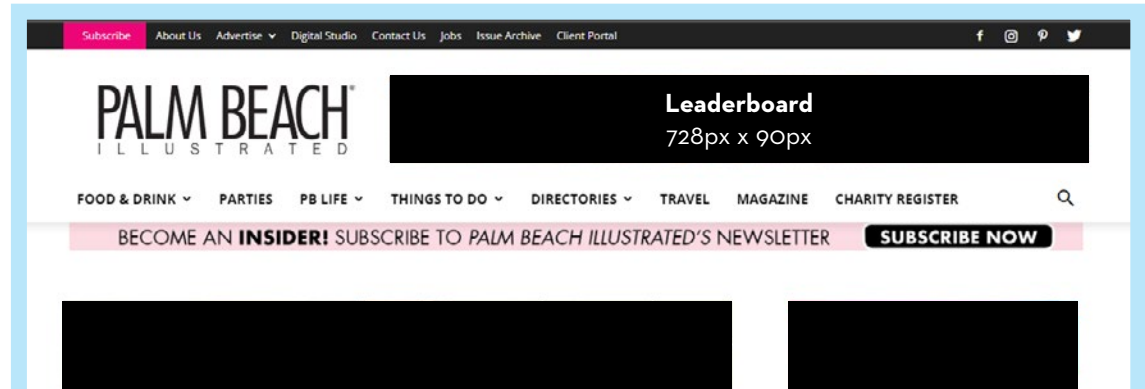 Subscribe About Us Advertise Digital Studio Contact Us Jobs Issue Archive Client Portal
PALM BEACH
ILLUSTRATED
Leaderboard
728px x 90px
FOOD & DRINK PARTIES PB LIFE THINGS TO DO DIRECTORIES TRAVEL MAGAZINE CHARITY REGISTER
BECOME AN INSIDER! SUBSCRIBE TO PALM BEACH ILLUSTRATED'S NEWSLETTER SUBSCRIBE NOW